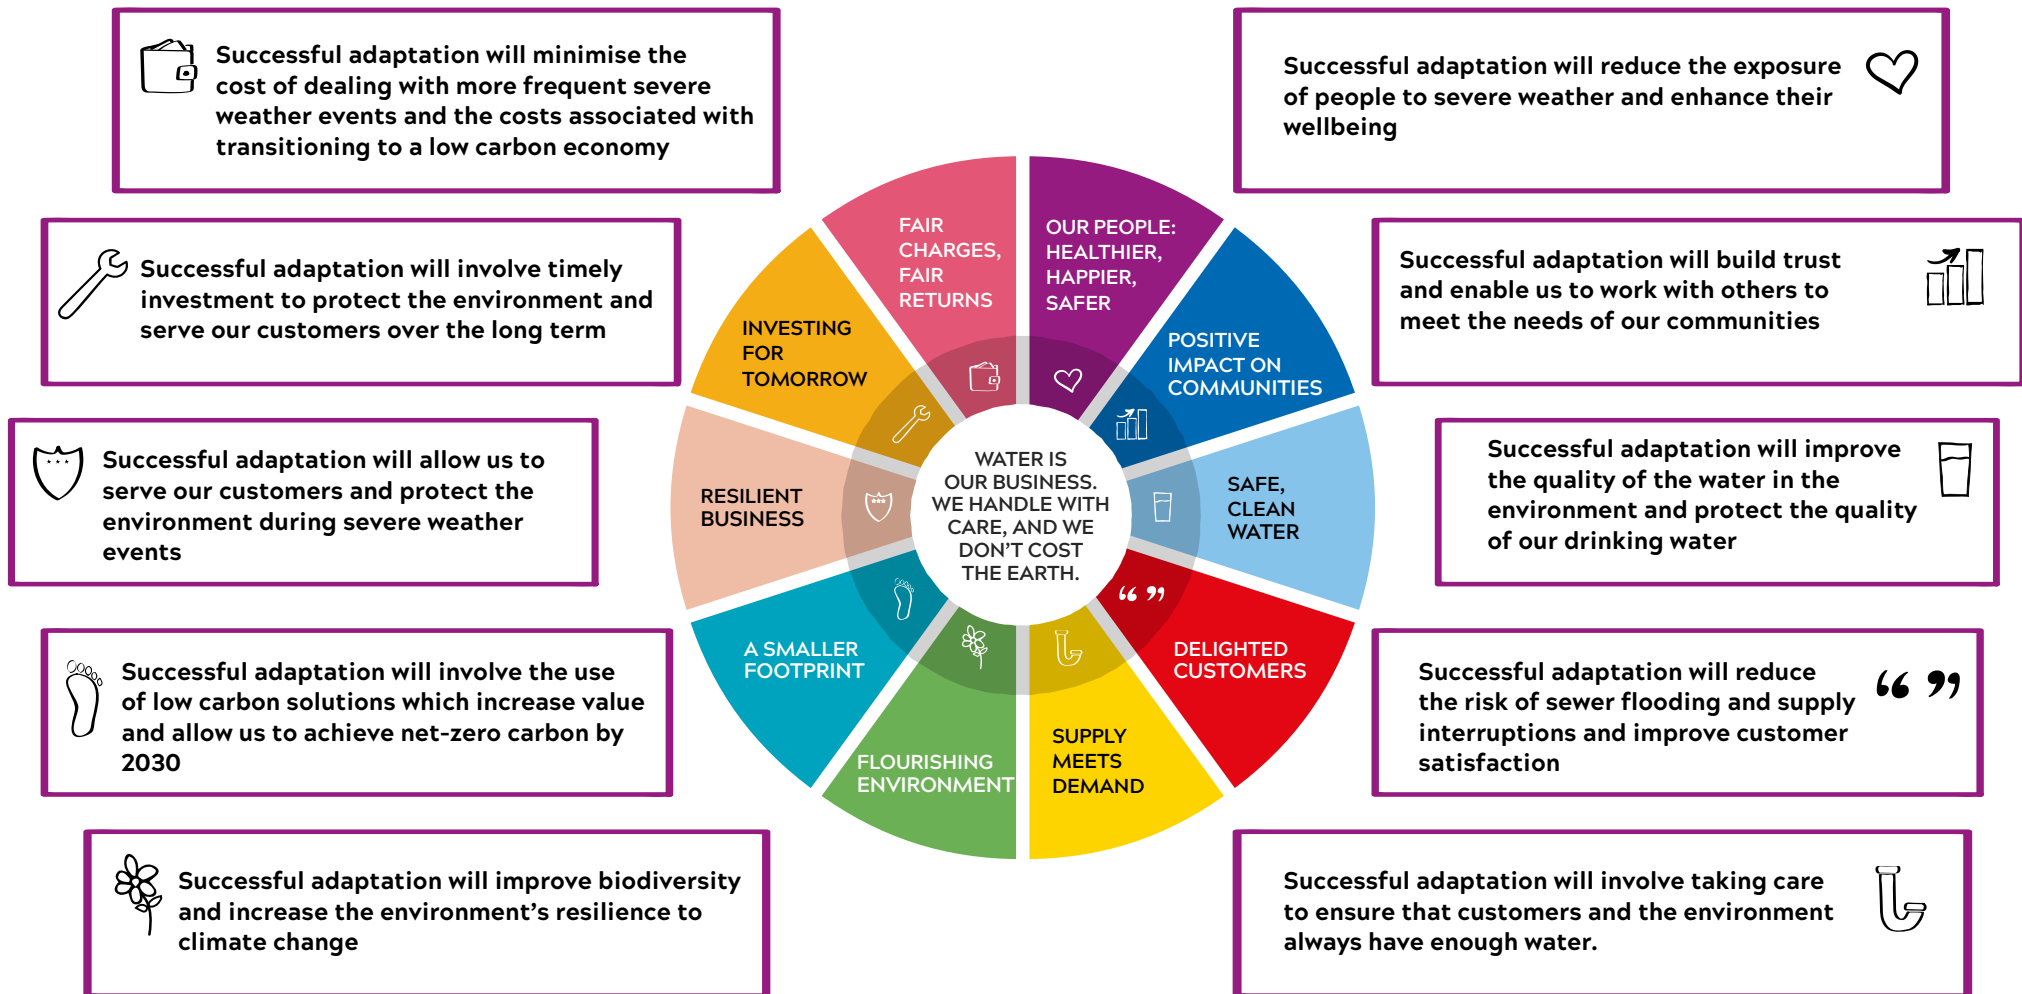 Successful adaptation will minimise the
cost of dealing with more frequent severe
weather events and the costs associated with
transitioning to a low carbon economy
Successful adaptation will reduce the exposure
of people to severe weather and enhance their
wellbeing
Successful adaptation will involve timely
investment to protect the environment and
serve our customers over the long term
Successful adaptation will build trust
and enable us to work with others to
meet the needs of our communities
Successful adaptation will allow us to
serve our customers and protect the
environment during severe weather
events
Successful adaptation will improve
the quality of the water in the
environment and protect the quality
of our drinking water
Successful adaptation will involve the use
of low carbon solutions which increase value
and allow us to achieve net-zero carbon by
2030
Successful adaptation will reduce
the risk of sewer flooding and supply
interruptions and improve customer
satisfaction
Successful adaptation will improve biodiversity
and increase the environment's resilience to
climate change
Successful adaptation will involve taking care
to ensure that customers and the environment
always have enough water.
FAIR
CHARGES,
FAIR
RETURNS
OUR PEOPLE:
HEALTHIER,
HAPPIER,
SAFER
POSITIVE
IMPACT ON
COMMUNITIES
SAFE,
CLEAN
WATER
DELIGHTED
CUSTOMERS
SUPPLY
MEETS
DEMAND
FLOURISHING
ENVIRONMENT
A SMALLER
FOOTPRINT
RESILIENT
BUSINESS
INVESTING
FOR
TOMORROW
WATER IS
OUR BUSINESS.
WE HANDLE WITH
CARE, AND WE
DON'T COST
THE EARTH.